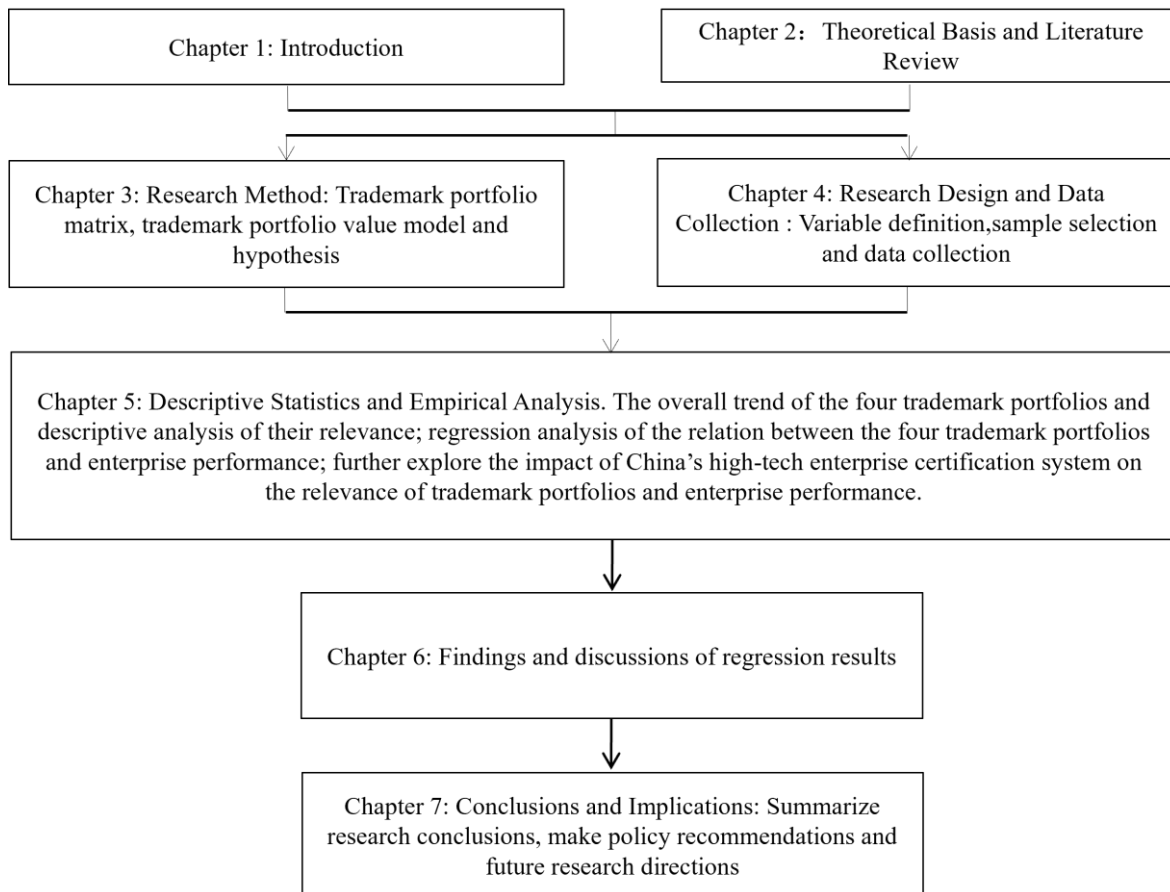 Chapter 1: Introduction
Chapter 2：Theoretical Basis and Literature
Review
Chapter 3: Research Method: Trademark portfolio
matrix, trademark portfolio value model and
hypothesis
Chapter 4: Research Design and Data
Collection : Variable definition,sample selection
and data collection
Chapter 5: Descriptive Statistics and Empirical Analysis. The overall trend of the four trademark portfolios and
descriptive analysis of their relevance; regression analysis of the relation between the four trademark portfolios
and enterprise performance; further explore the impact of China’s high-tech enterprise certification system on
the relevance of trademark portfolios and enterprise performance.
Chapter 6: Findings and discussions of regression results
Chapter 7: Conclusions and Implications: Summarize
research conclusions, make policy recommendations and
future research directions